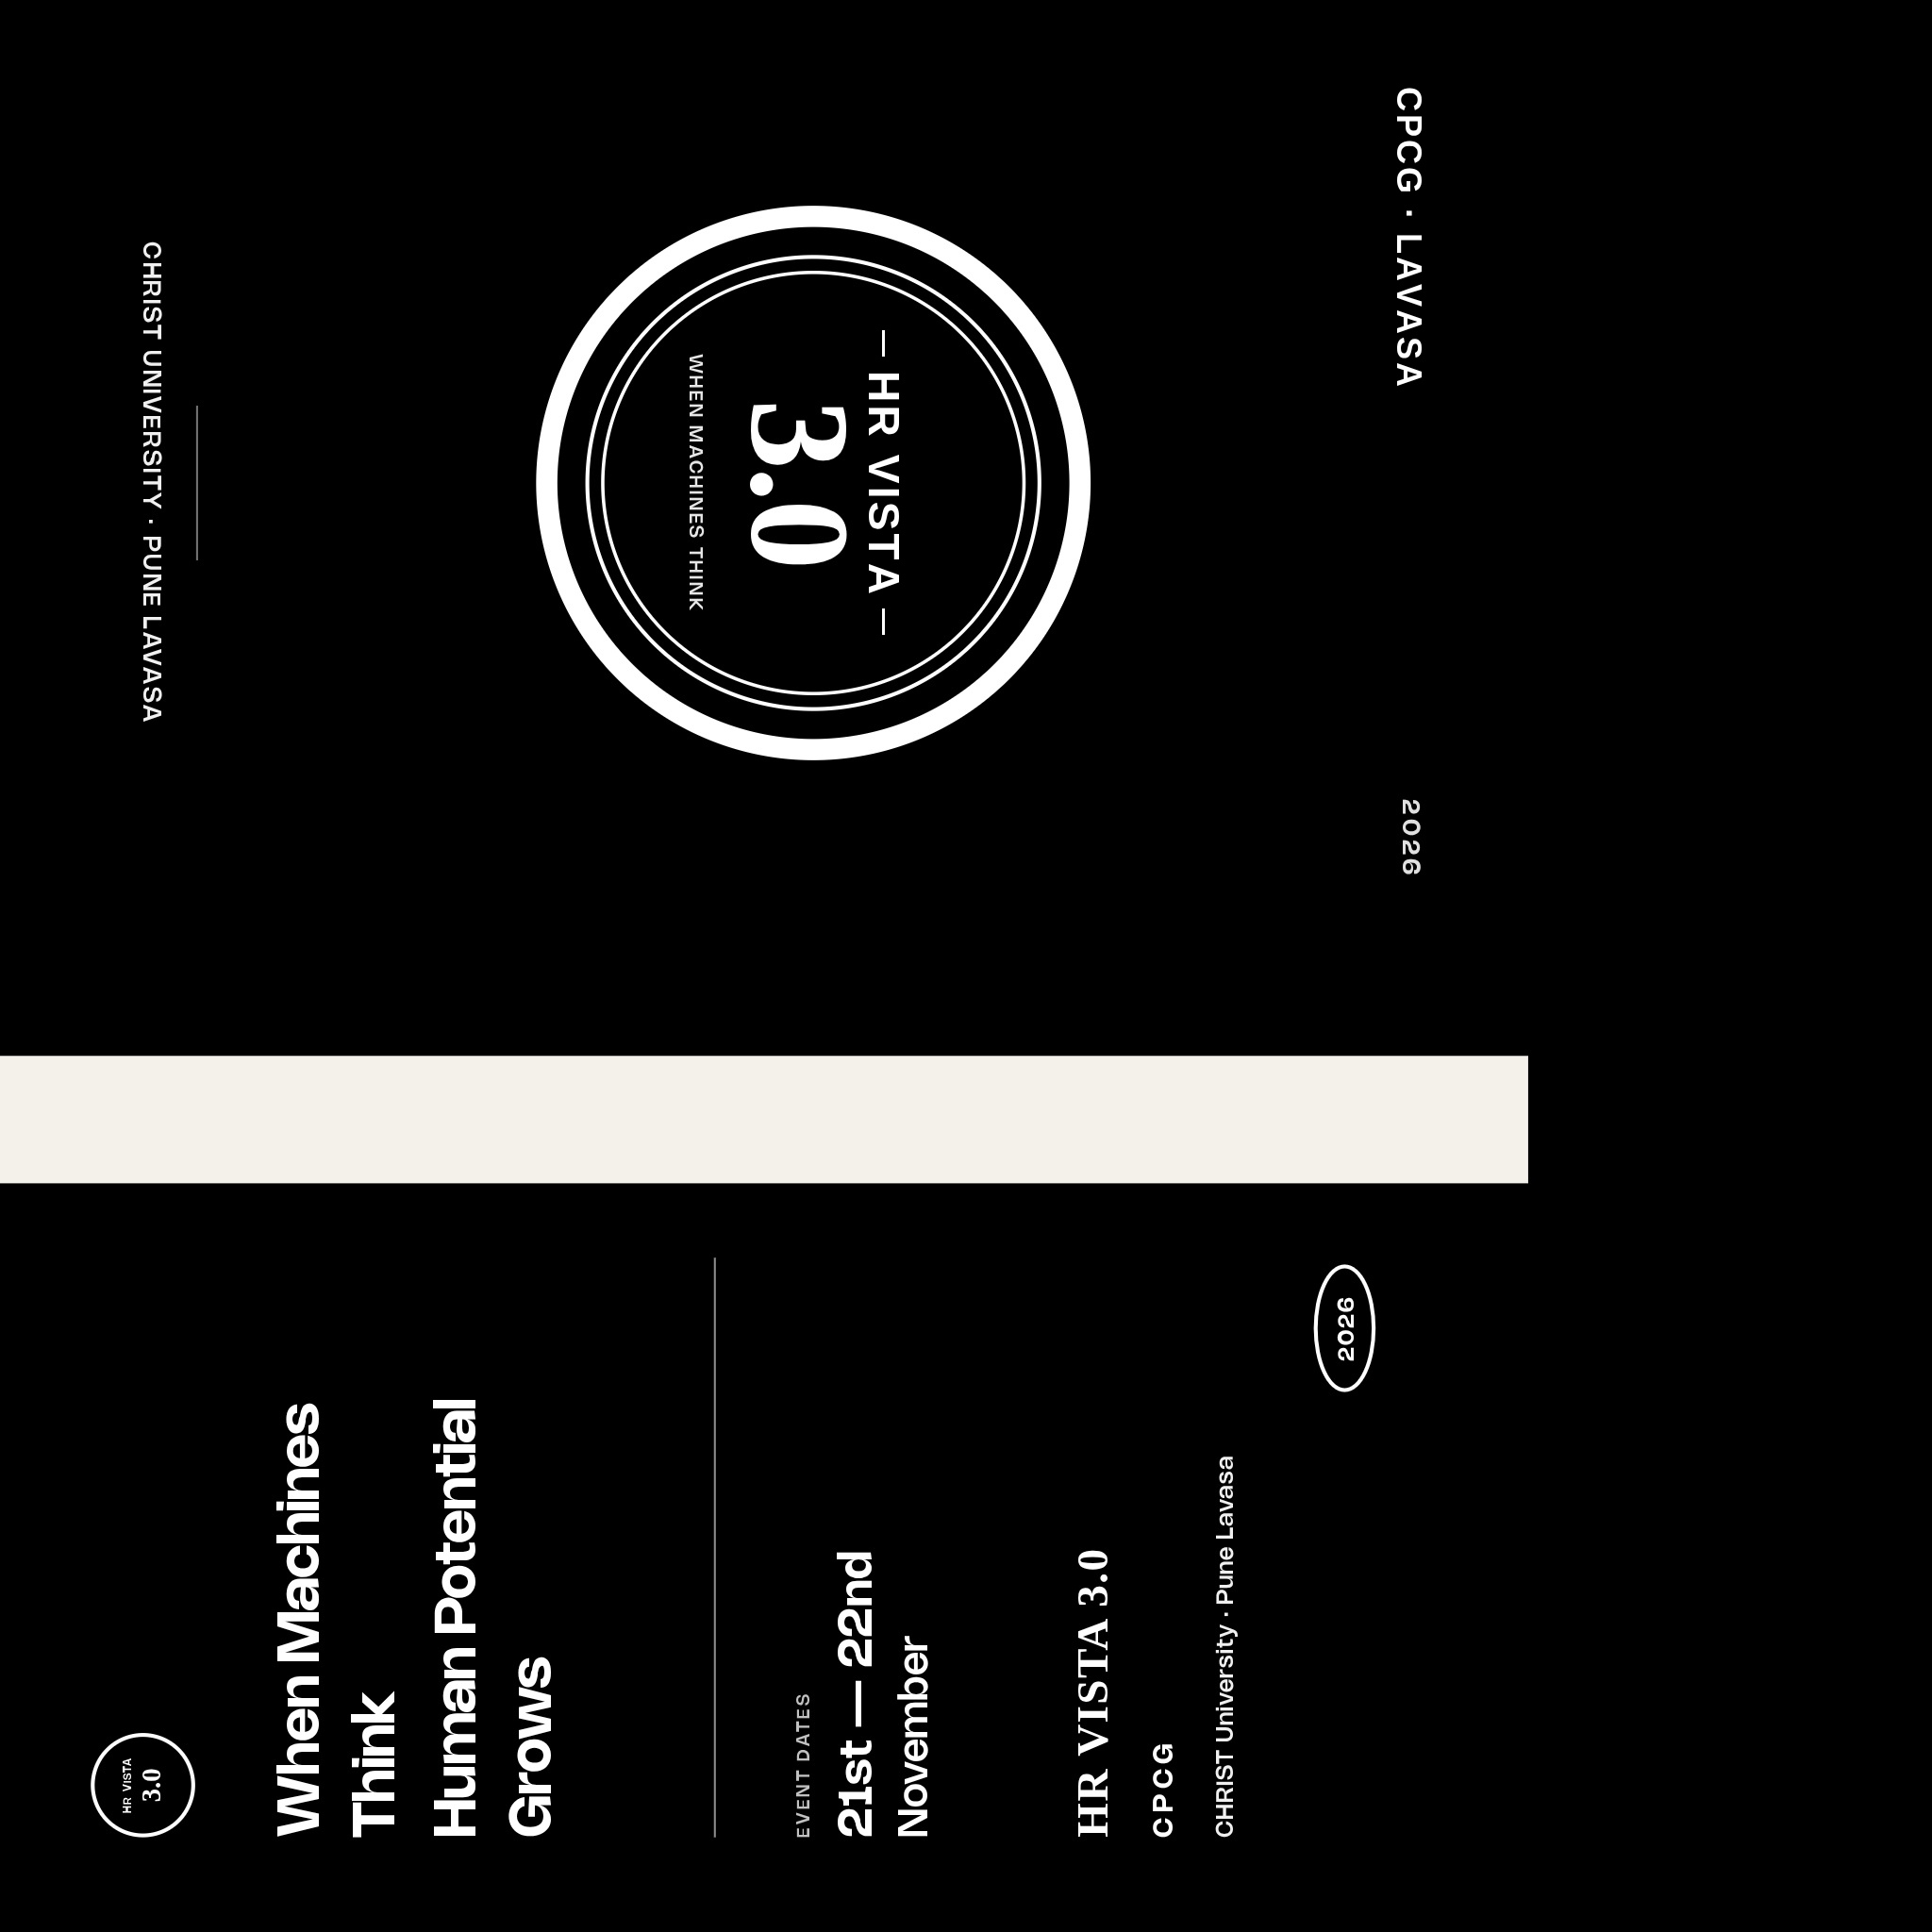 CPCG · LAVASA
2026
— HR VISTA —
3.0
WHEN MACHINES THINK
CHRIST UNIVERSITY · PUNE LAVASA
HR VISTA
3.0
When Machines
Think
Human Potential
Grows
EVENT DATES
21st — 22nd
November
HR VISTA 3.0
CPCG
CHRIST University · Pune Lavasa
2026